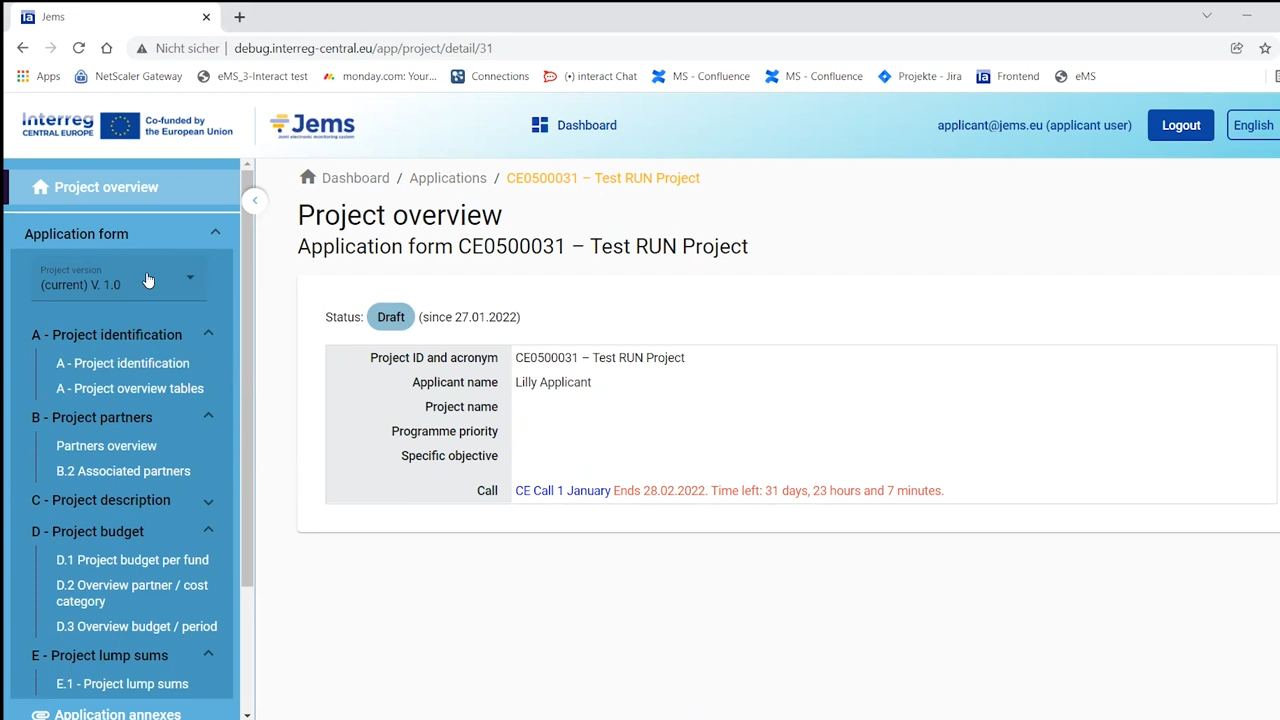 Jems
Nicht sicher
debug.interreg-central.eu/app/project/detail/31
Apps
NetScaler Gateway
eMS_3-Interact test
monday.com: Your...
Connections
(•) interact Chat
MS - Confluence
MS - Confluence
Projekte - Jira
Frontend
eMS
Interreg
CENTRAL EUROPE
Co-funded by
the European Union
Jems
Joint electronic monitoring system
Dashboard
applicant@jems.eu (applicant user)
Logout
English
Project overview
Application form
Project version
(current) V. 1.0
A - Project identification
A - Project identification
A - Project overview tables
B - Project partners
Partners overview
B.2 Associated partners
C - Project description
D - Project budget
D.1 Project budget per fund
D.2 Overview partner / cost
category
D.3 Overview budget / period
E - Project lump sums
E.1 - Project lump sums
Application annexes
Dashboard / Applications / CE0500031 – Test RUN Project
Project overview
Application form CE0500031 – Test RUN Project
Status: Draft (since 27.01.2022)
Project ID and acronym CE0500031 – Test RUN Project
Applicant name Lilly Applicant
Project name
Programme priority
Specific objective
Call CE Call 1 January Ends 28.02.2022. Time left: 31 days, 23 hours and 7 minutes.